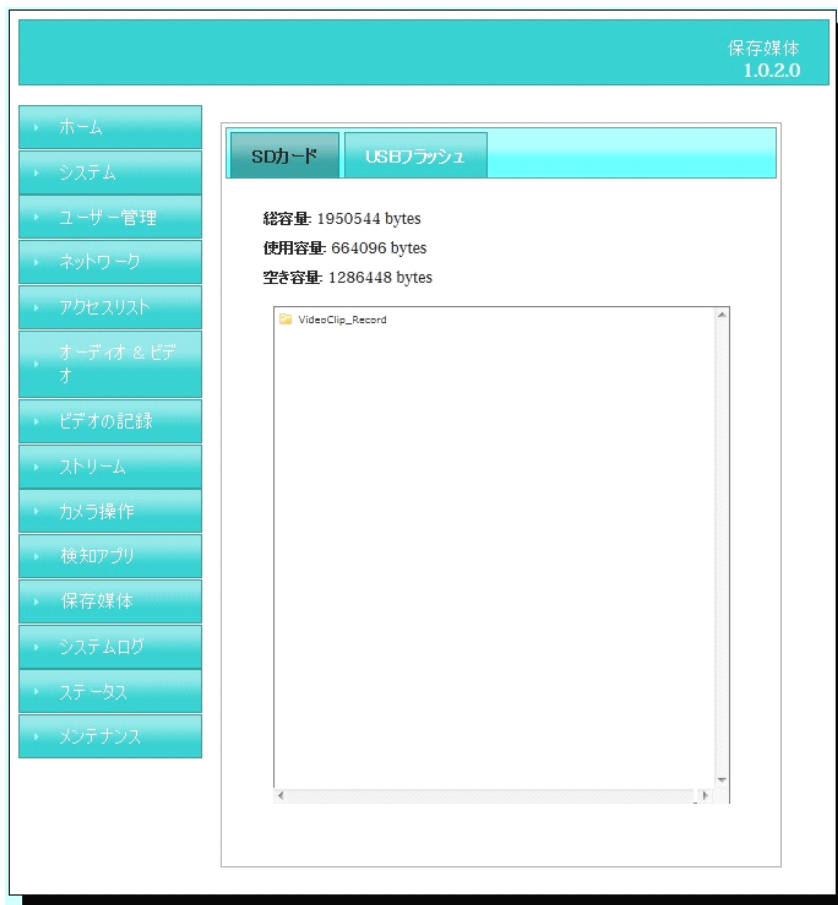 保存媒体
1.0.2.0
ホーム
システム
ユーザー管理
ネットワーク
アクセスリスト
オーディオ & ビデ
オ
ビデオの記録
ストリーム
カメラ操作
検知アプリ
保存媒体
システムログ
ステータス
メンテナンス
SDカード
USBフラッシュ
総容量: 1950544 bytes
使用容量: 664096 bytes
空き容量: 1286448 bytes
VideoClip_Record